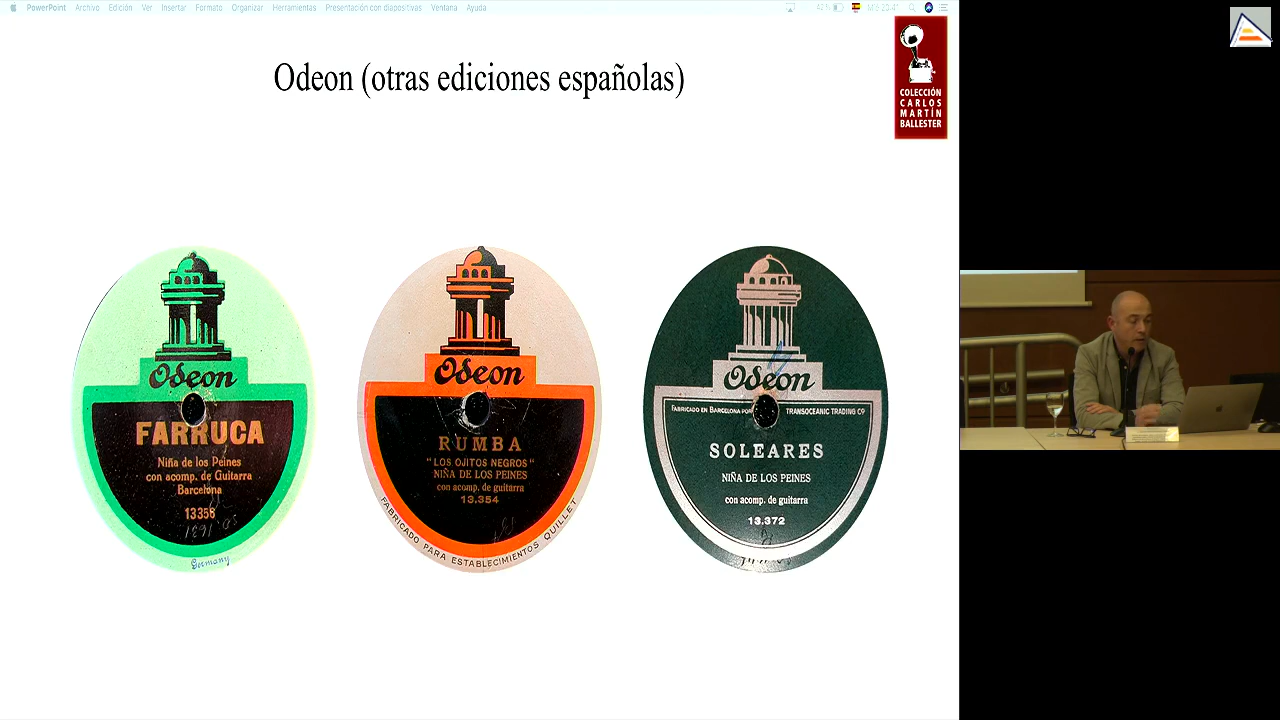 PowerPoint Archivo Edición Ver Insertar Formato Organizar Herramientas Presentación con diapositivas Ventana Ayuda
42 %
Odeon (otras ediciones españolas)
COLECCIÓN
CARLOS
MARTÍN
BALLESTER
Odeon
FARRUCA
Niña de los Peines
con acomp. de Guitarra
Barcelona
13356
Germany
Odeon
RUMBA
"LOS OJITOS NEGROS"
NIÑA DE LOS PEINES
con acomp. de guitarra
13.354
FABRICADO PARA ESTABLECIMIENTOS QUILLET
Odeon
FABRICADO EN BARCELONA POR TRANSOCEANIC TRADING Cº
SOLEARES
NIÑA DE LOS PEINES
con acomp. de guitarra
13.372